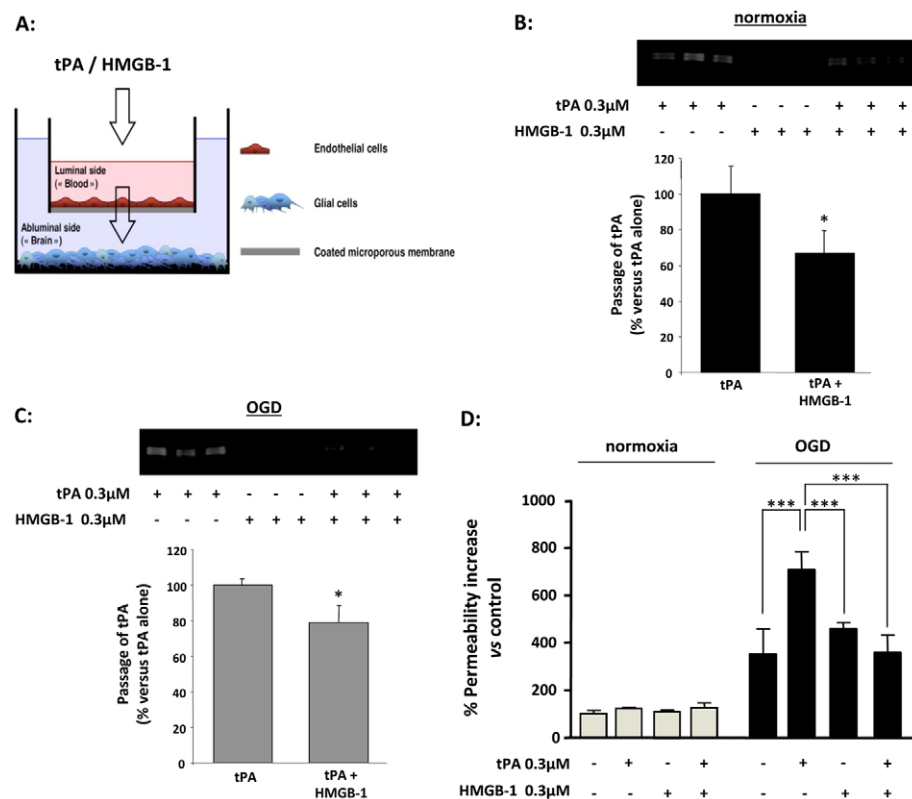 A:
tPA / HMGB-1
Luminal side
(« Blood »)
Abluminal side
(« Brain »)
Endothelial cells
Glial cells
Coated microporous membrane
B:
normoxia
tPA 0.3µM + + + - - - + + +
HMGB-1 0.3µM - - - + + + + + +
Passage of tPA
(% versus tPA alone)
120
100
80
60
40
20
0
*
tPA
tPA +
HMGB-1
C:
OGD
tPA 0.3µM + + + - - - + + +
HMGB-1 0.3µM - - - + + + + + +
Passage of tPA
(% versus tPA alone)
120
100
80
60
40
20
0
*
tPA
tPA +
HMGB-1
D:
normoxia
OGD
% Permeability increase
vs control
1000
800
600
400
200
0
***
***
***
tPA 0.3µM - + - + - + - +
HMGB-1 0.3µM - - + + - - + +